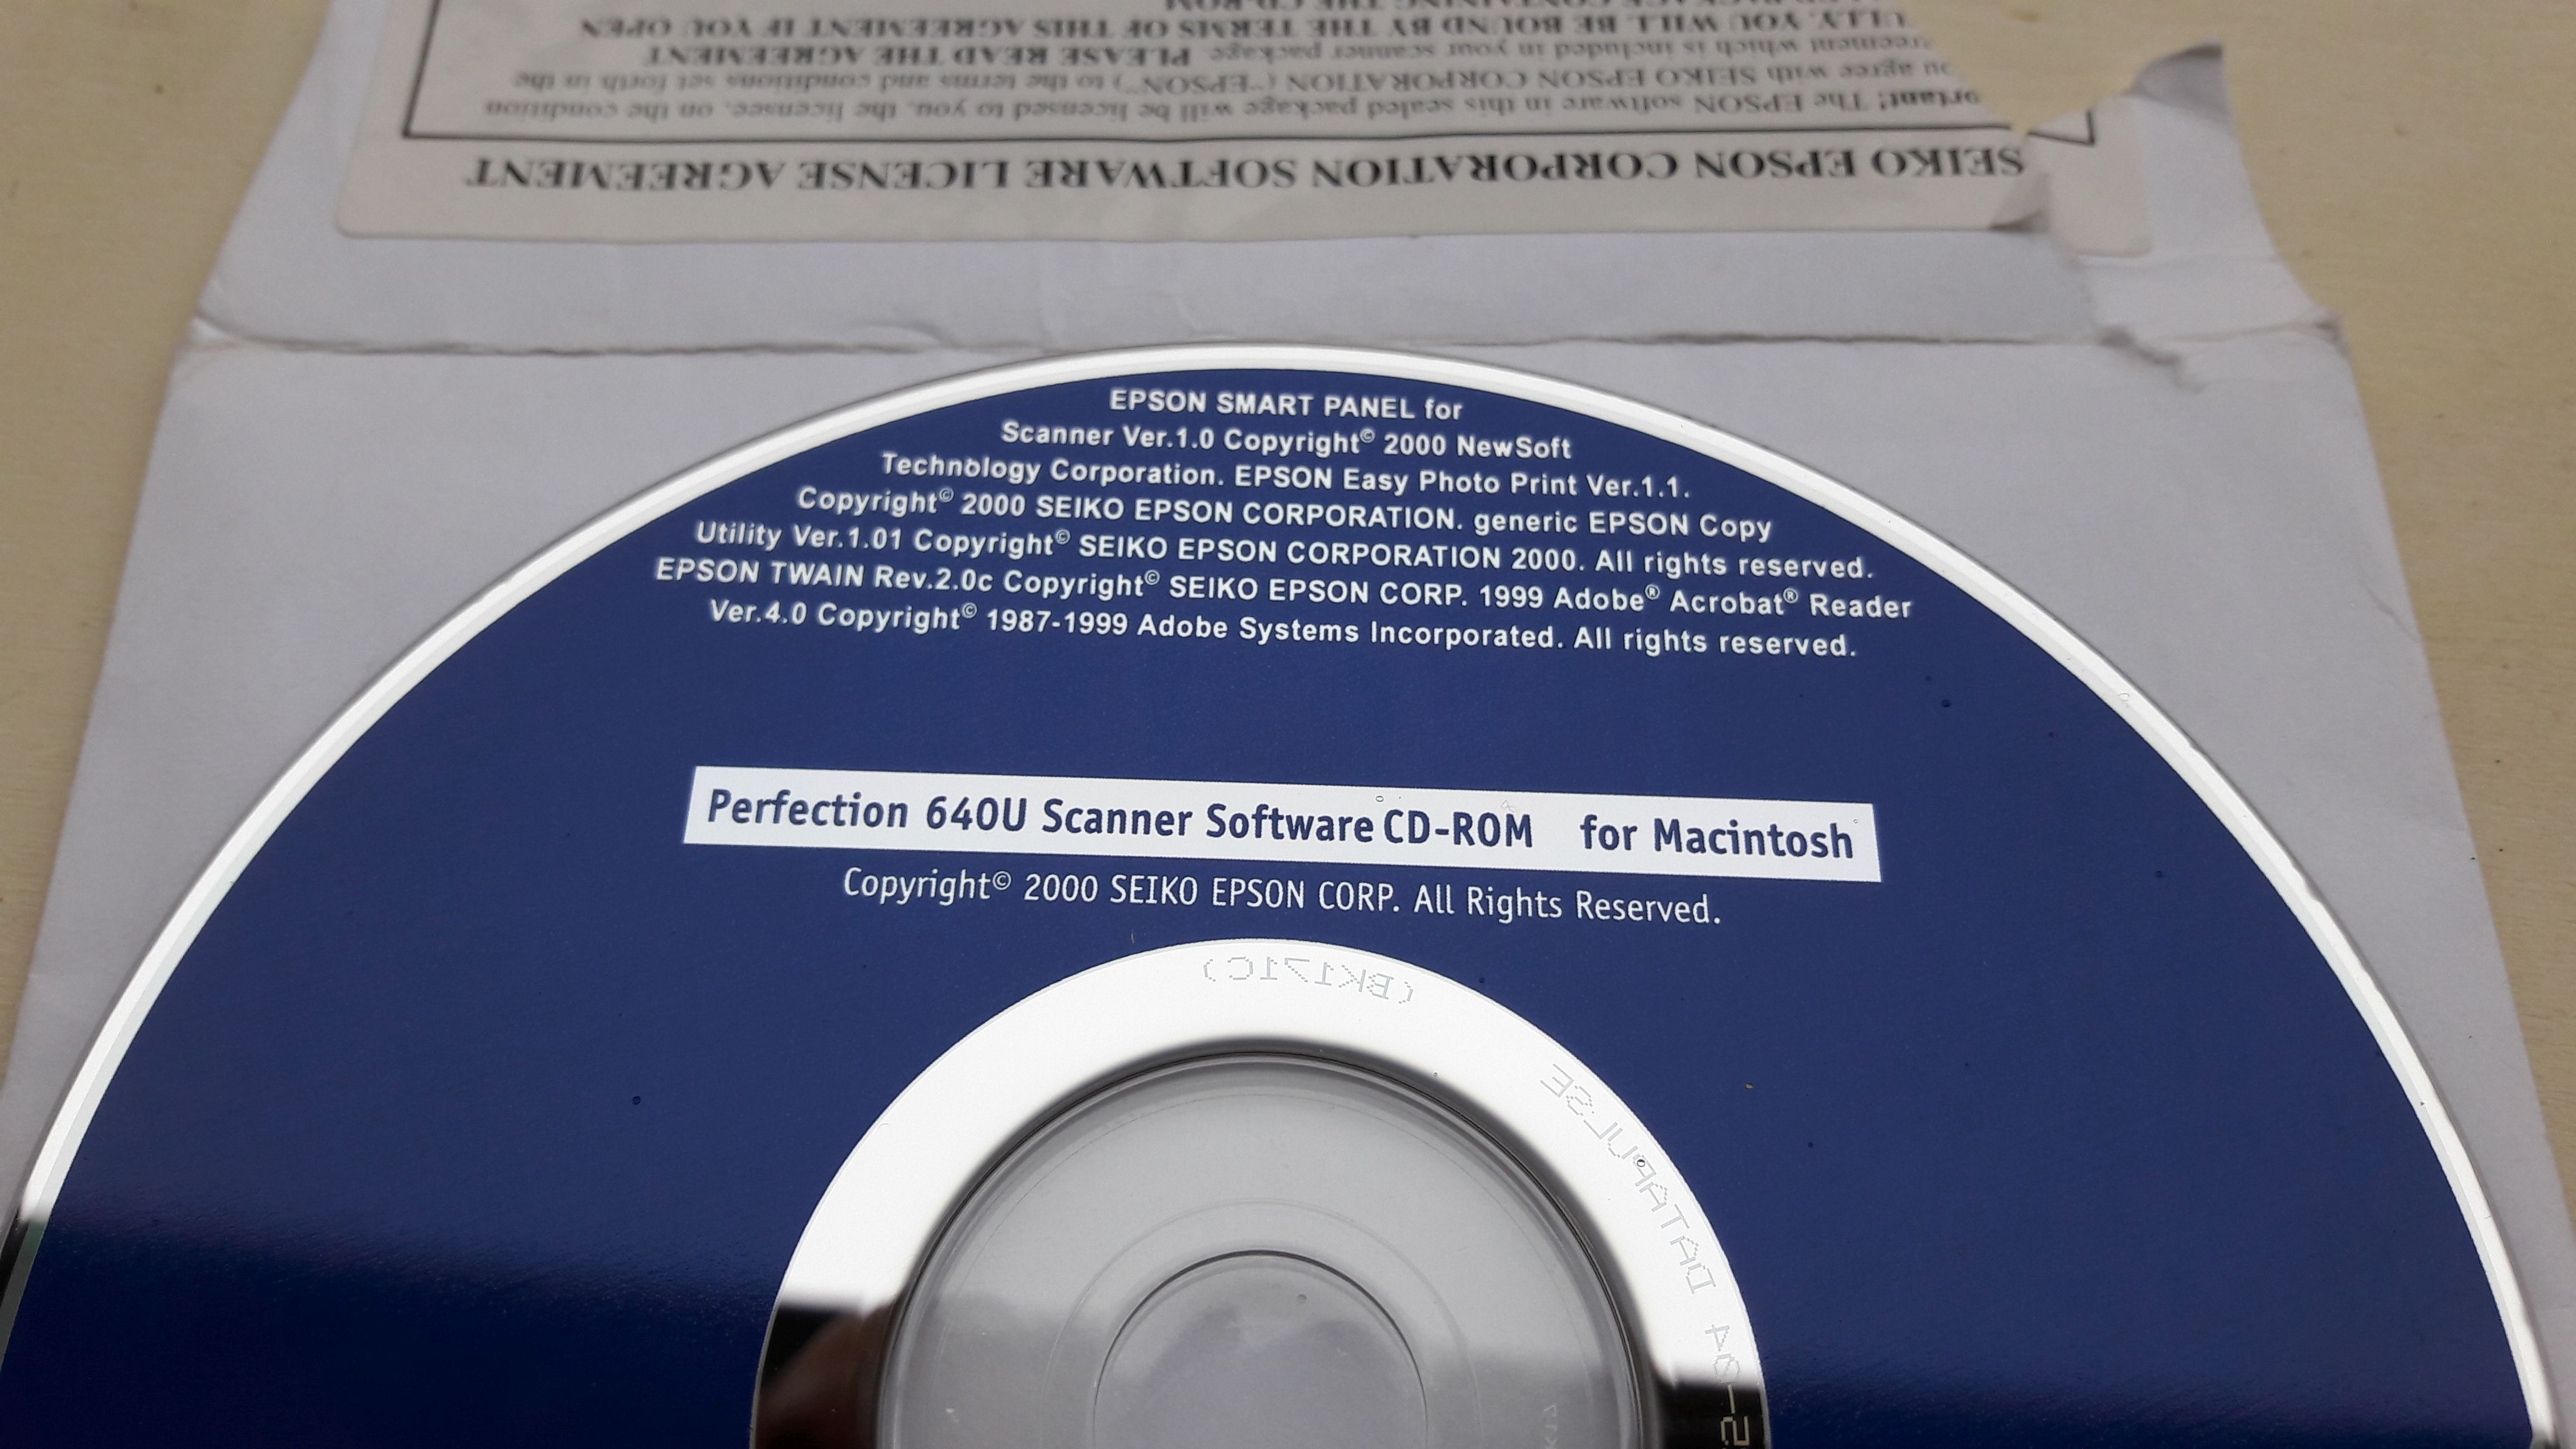 SEIKO EPSON CORPORATION SOFTWARE LICENSE AGREEMENT
ortant! The EPSON software in this sealed package will be licensed to you, the licensee, on the condition
ou agree with SEIKO EPSON CORPORATION ("EPSON") to the terms and conditions set forth in the
greement which is included in your scanner package. PLEASE READ THE AGREEMENT
ULLY. YOU WILL BE BOUND BY THE TERMS OF THIS AGREEMENT IF YOU OPEN
PACKAGE CONTAINING THE CD-ROM
EPSON SMART PANEL for
Scanner Ver.1.0 Copyright© 2000 NewSoft
Technology Corporation. EPSON Easy Photo Print Ver.1.1.
Copyright© 2000 SEIKO EPSON CORPORATION. generic EPSON Copy
Utility Ver.1.01 Copyright© SEIKO EPSON CORPORATION 2000. All rights reserved.
EPSON TWAIN Rev.2.0c Copyright© SEIKO EPSON CORP. 1999 Adobe® Acrobat® Reader
Ver.4.0 Copyright© 1987-1999 Adobe Systems Incorporated. All rights reserved.
Perfection 640U Scanner Software CD-ROM for Macintosh
Copyright© 2000 SEIKO EPSON CORP. All Rights Reserved.
(BK171C)
DATAPULSE